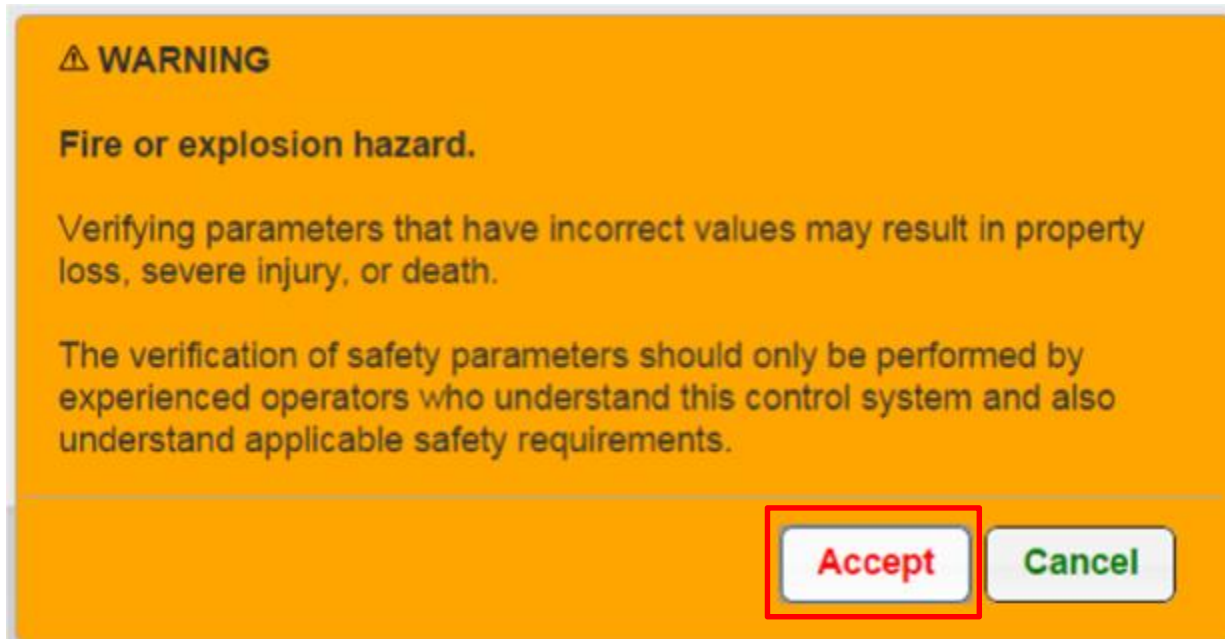 ⚠ WARNING
Fire or explosion hazard.
Verifying parameters that have incorrect values may result in property
loss, severe injury, or death.
The verification of safety parameters should only be performed by
experienced operators who understand this control system and also
understand applicable safety requirements.
Accept Cancel